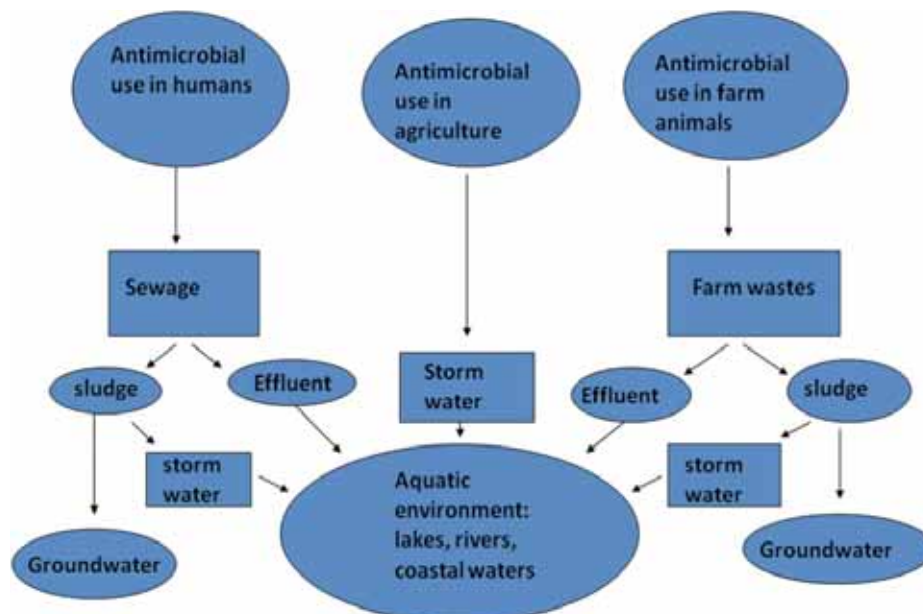 Antimicrobial
use in humans
Antimicrobial
use in
agriculture
Antimicrobial
use in farm
animals
Sewage
Farm wastes
sludge
Effluent
Storm
water
Effluent
sludge
storm
water
Aquatic
environment:
lakes, rivers,
coastal waters
storm
water
Groundwater
Groundwater